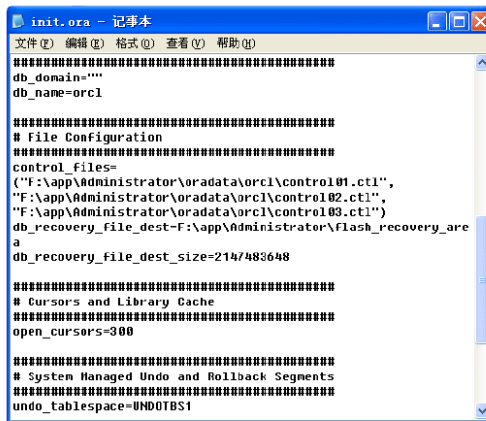 init.ora - 记事本
文件(F) 编辑(E) 格式(O) 查看(V) 帮助(H)
###########################################
db_domain=""
db_name=orcl
###########################################
# File Configuration
###########################################
control_files=
("F:\app\Administrator\oradata\orcl\control01.ctl",
"F:\app\Administrator\oradata\orcl\control02.ctl",
"F:\app\Administrator\oradata\orcl\control03.ctl")
db_recovery_file_dest=F:\app\Administrator\flash_recovery_are
a
db_recovery_file_dest_size=2147483648
###########################################
# Cursors and Library Cache
###########################################
open_cursors=300
###########################################
# System Managed Undo and Rollback Segments
###########################################
undo_tablespace=UNDOTBS1